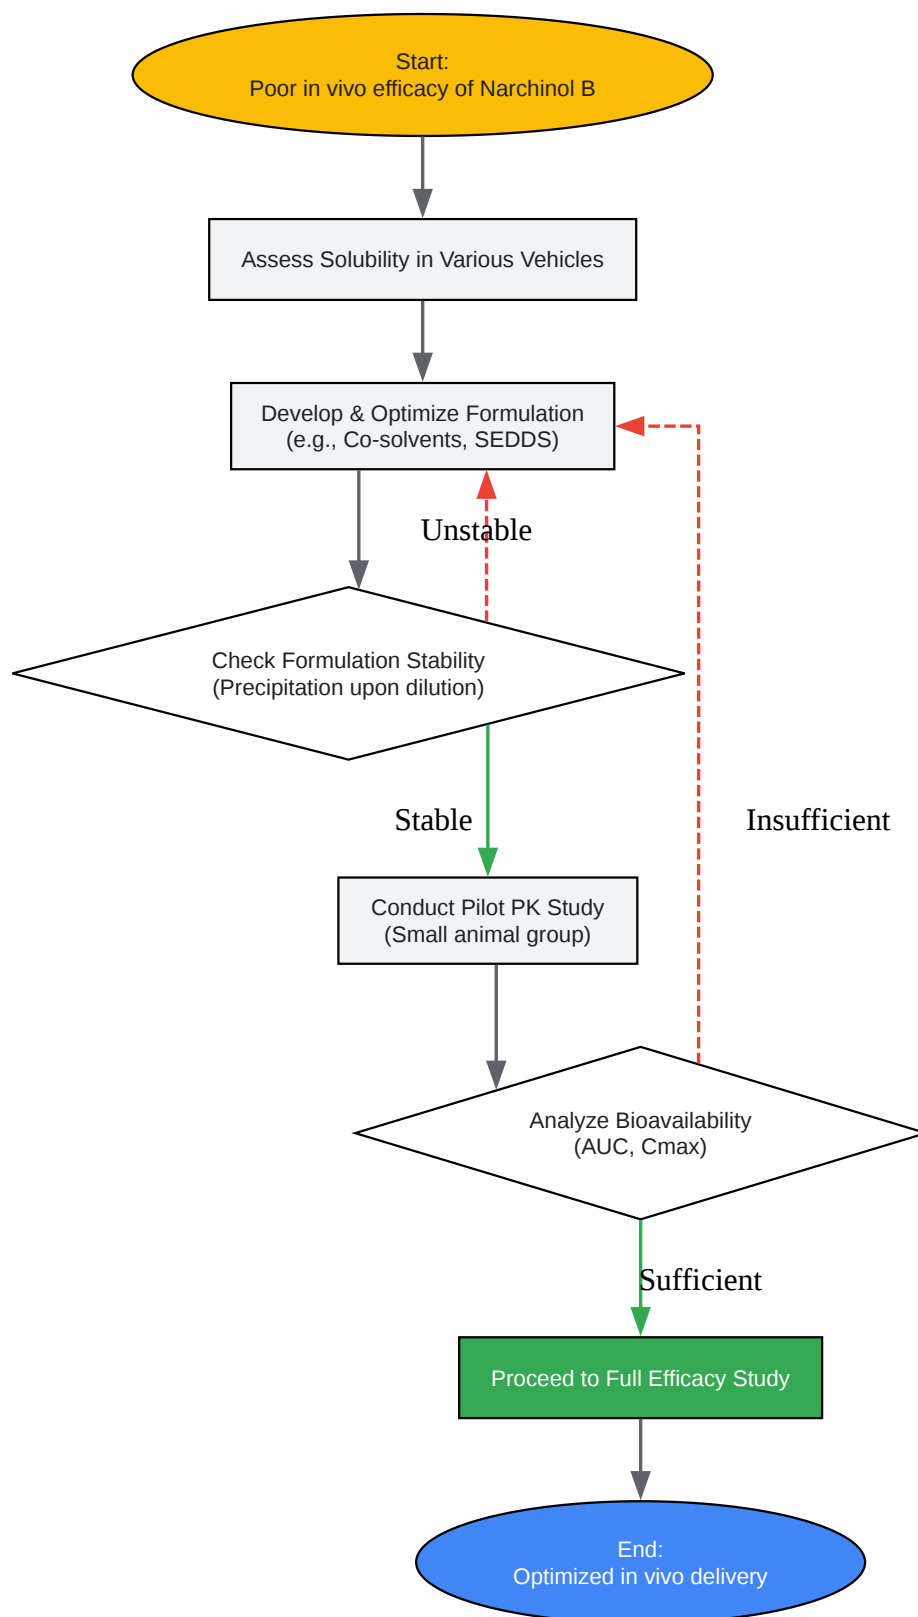 Start:
Poor in vivo efficacy of Narchinol B
Assess Solubility in Various Vehicles
Develop & Optimize Formulation
(e.g., Co-solvents, SEDDS)
Unstable
Check Formulation Stability
(Precipitation upon dilution)
Stable
Insufficient
Conduct Pilot PK Study
(Small animal group)
Analyze Bioavailability
(AUC, Cmax)
Sufficient
Proceed to Full Efficacy Study
End:
Optimized in vivo delivery